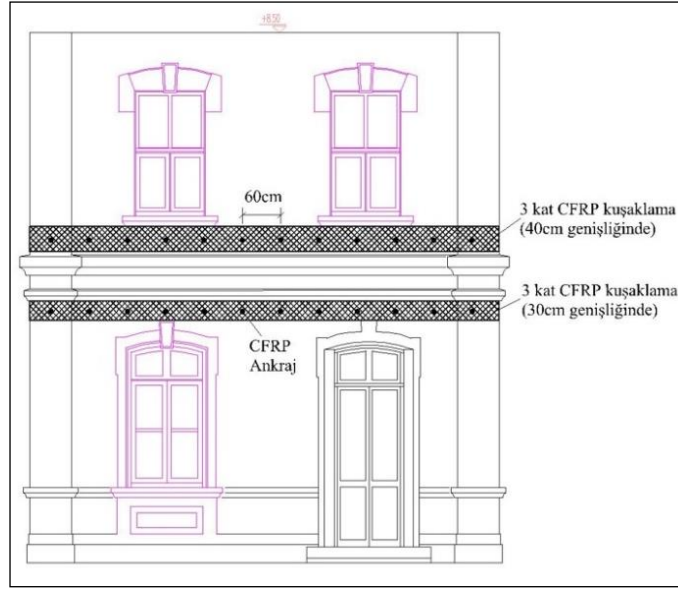 +8.50
60cm
3 kat CFRP kuşaklama
(40cm genişliğinde)
3 kat CFRP kuşaklama
(30cm genişliğinde)
CFRP
Ankraj